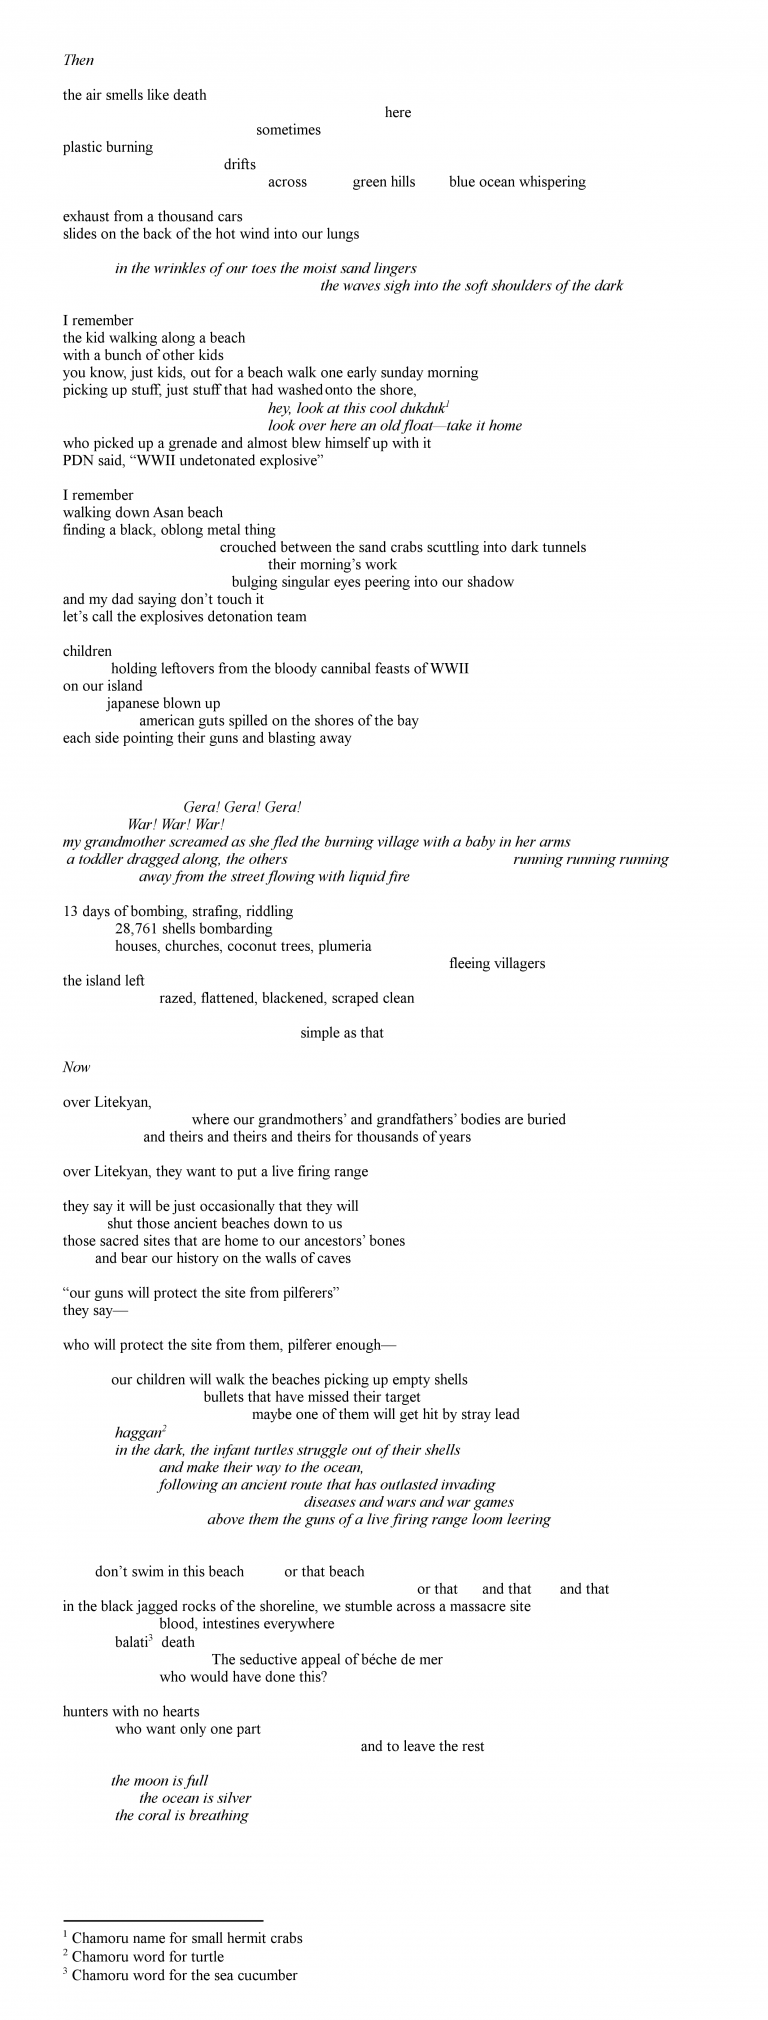 Then
the air smells like death
here
sometimes
plastic burning
drifts
across green hills blue ocean whispering
exhaust from a thousand cars
slides on the back of the hot wind into our lungs
in the wrinkles of our toes the moist sand lingers
the waves sigh into the soft shoulders of the dark
I remember
the kid walking along a beach
with a bunch of other kids
you know, just kids, out for a beach walk one early sunday morning
picking up stuff, just stuff that had washed onto the shore,
hey, look at this cool dukduk¹
look over here an old float—take it home
who picked up a grenade and almost blew himself up with it
PDN said, “WWII undetonated explosive”
I remember
walking down Asan beach
finding a black, oblong metal thing
crouched between the sand crabs scuttling into dark tunnels
their morning’s work
bulging singular eyes peering into our shadow
and my dad saying don’t touch it
let’s call the explosives detonation team
children
holding leftovers from the bloody cannibal feasts of WWII
on our island
japanese blown up
american guts spilled on the shores of the bay
each side pointing their guns and blasting away
Gera! Gera! Gera!
War! War! War!
my grandmother screamed as she fled the burning village with a baby in her arms
a toddler dragged along, the others running running running
away from the street flowing with liquid fire
13 days of bombing, strafing, riddling
28,761 shells bombarding
houses, churches, coconut trees, plumeria
fleeing villagers
the island left
razed, flattened, blackened, scraped clean
simple as that
Now
over Litekyan,
where our grandmothers’ and grandfathers’ bodies are buried
and theirs and theirs and theirs for thousands of years
over Litekyan, they want to put a live firing range
they say it will be just occasionally that they will
shut those ancient beaches down to us
those sacred sites that are home to our ancestors’ bones
and bear our history on the walls of caves
“our guns will protect the site from pilferers”
they say—
who will protect the site from them, pilferer enough—
our children will walk the beaches picking up empty shells
bullets that have missed their target
maybe one of them will get hit by stray lead
haggan²
in the dark, the infant turtles struggle out of their shells
and make their way to the ocean,
following an ancient route that has outlasted invading
diseases and wars and war games
above them the guns of a live firing range loom leering
don’t swim in this beach or that beach
or that and that and that
in the black jagged rocks of the shoreline, we stumble across a massacre site
blood, intestines everywhere
balati³ death
The seductive appeal of béche de mer
who would have done this?
hunters with no hearts
who want only one part
and to leave the rest
the moon is full
the ocean is silver
the coral is breathing
¹ Chamoru name for small hermit crabs
² Chamoru word for turtle
³ Chamoru word for the sea cucumber